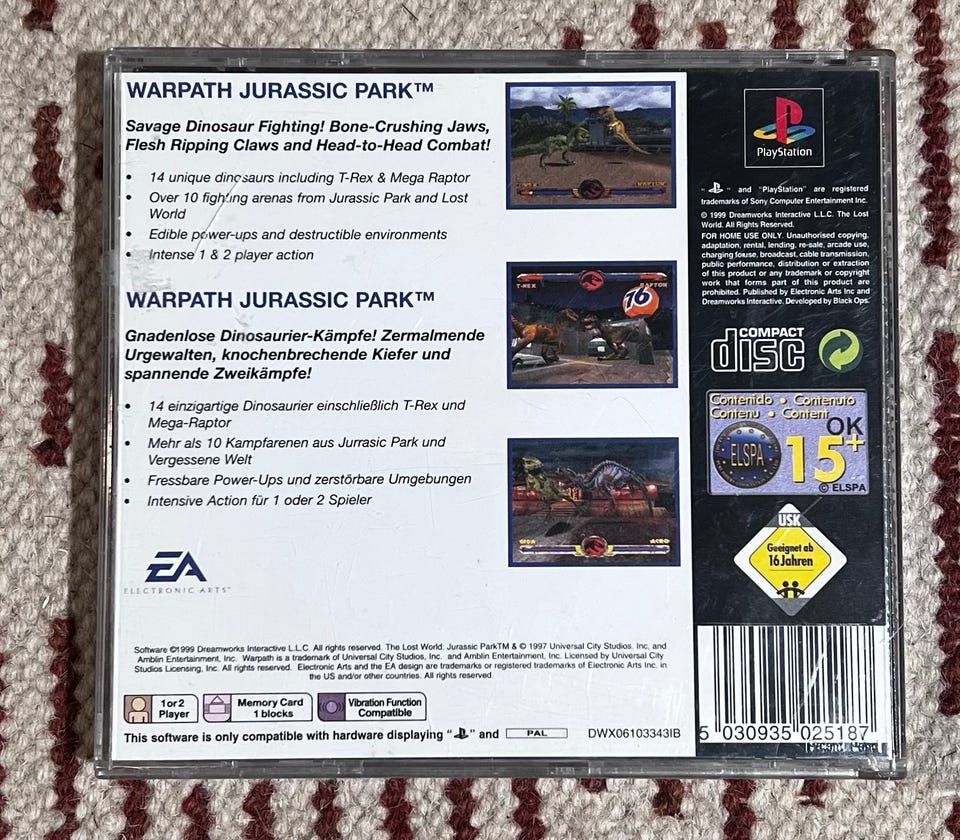 WARPATH JURASSIC PARK™
Savage Dinosaur Fighting! Bone-Crushing Jaws,
Flesh Ripping Claws and Head-to-Head Combat!
• 14 unique dinosaurs including T-Rex & Mega Raptor
• Over 10 fighting arenas from Jurassic Park and Lost
World
• Edible power-ups and destructible environments
• Intense 1 & 2 player action
WARPATH JURASSIC PARK™
Gnadenlose Dinosaurier-Kämpfe! Zermalmende
Urgewalten, knochenbrechende Kiefer und
spannende Zweikämpfe!
• 14 einzigartige Dinosaurier einschließlich T-Rex und
Mega-Raptor
• Mehr als 10 Kampfarenen aus Jurrasic Park und
Vergessene Welt
• Fressbare Power-Ups und zerstörbare Umgebungen
• Intensive Action für 1 oder 2 Spieler
EA
ELECTRONIC ARTS™
Software ©1999 Dreamworks Interactive L.L.C. All rights reserved. The Lost World: Jurassic ParkTM & © 1997 Universal City Studios, Inc. and
Amblin Entertainment, Inc. Warpath is a trademark of Universal City Studios, Inc. and Amblin Entertainment, Inc. Licensed by Universal City
Studios Licensing, Inc. All rights reserved. Electronic Arts and the EA design are trademarks or registered trademarks of Electronic Arts Inc. in
the US and/or other countries. All rights reserved.
1 or 2
Player
Memory Card
1 blocks
Vibration Function
Compatible
This software is only compatible with hardware displaying "PS" and PAL
DWX06103343IB
T-REX
RAPTOR
76
GIGA
ACRO
PlayStation
" " and "PlayStation" are registered
trademarks of Sony Computer Entertainment Inc.
© 1999 Dreamworks Interactive L.L.C. The Lost
World. All Rights Reserved.
FOR HOME USE ONLY. Unauthorised copying,
adaptation, rental, lending, re-sale, arcade use,
charging for use, broadcast, cable transmission,
public performance, distribution or extraction
of this product or any trademark or copyright
work that forms part of this product are
prohibited. Published by Electronic Arts Inc and
Dreamworks Interactive. Developed by Black Ops.
COMPACT
disc
Contenido • Contenuto
Contenu • Content
ELSPA
OK
15+
© ELSPA
USK
Geeignet ab
16 Jahren
5 030935 025187